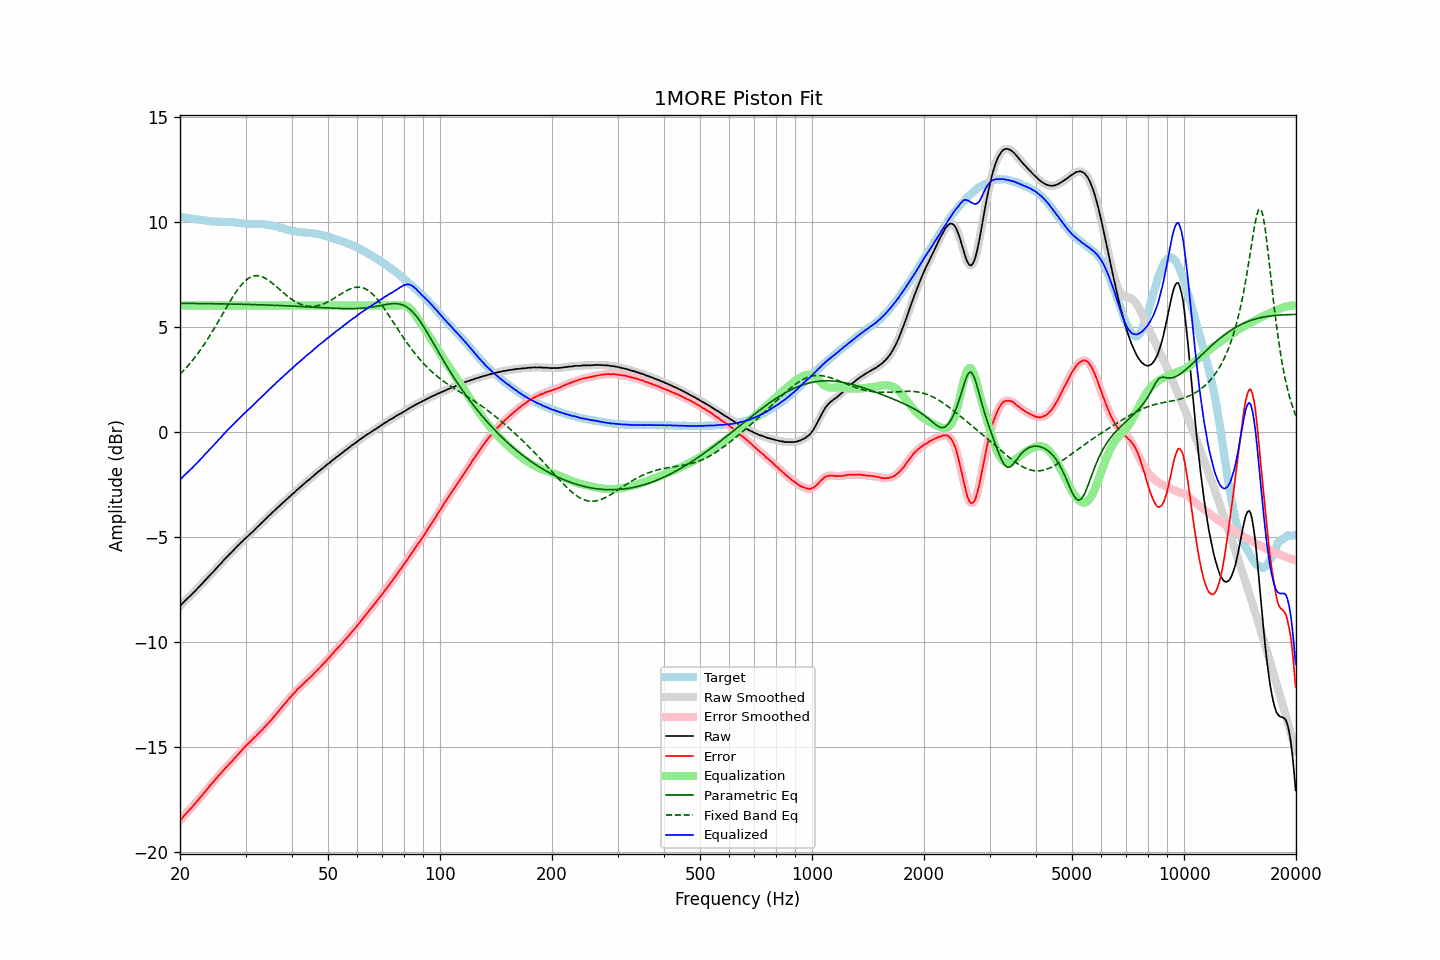 1MORE Piston Fit
15
10
5
0
−5
−10
−15
−20
Amplitude (dBr)
20
50
100
200
500
1000
2000
5000
10000
20000
Frequency (Hz)
Target
Raw Smoothed
Error Smoothed
Raw
Error
Equalization
Parametric Eq
Fixed Band Eq
Equalized